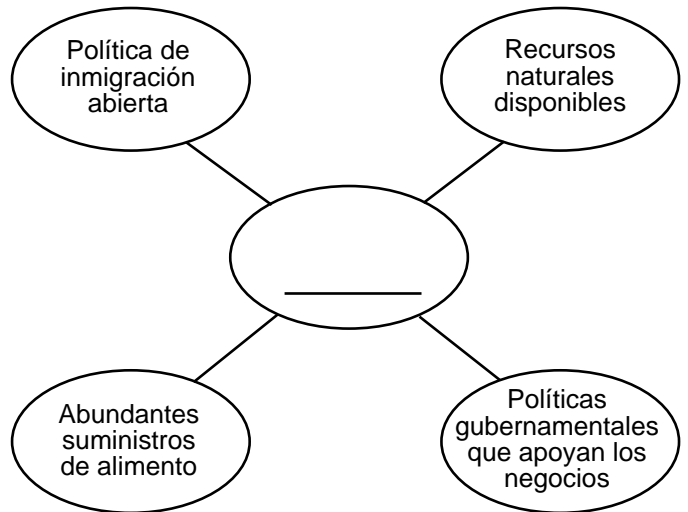 Política de
inmigración
abierta
Recursos
naturales
disponibles
Abundantes
suministros
de alimento
Políticas
gubernamentales
que apoyan los
negocios